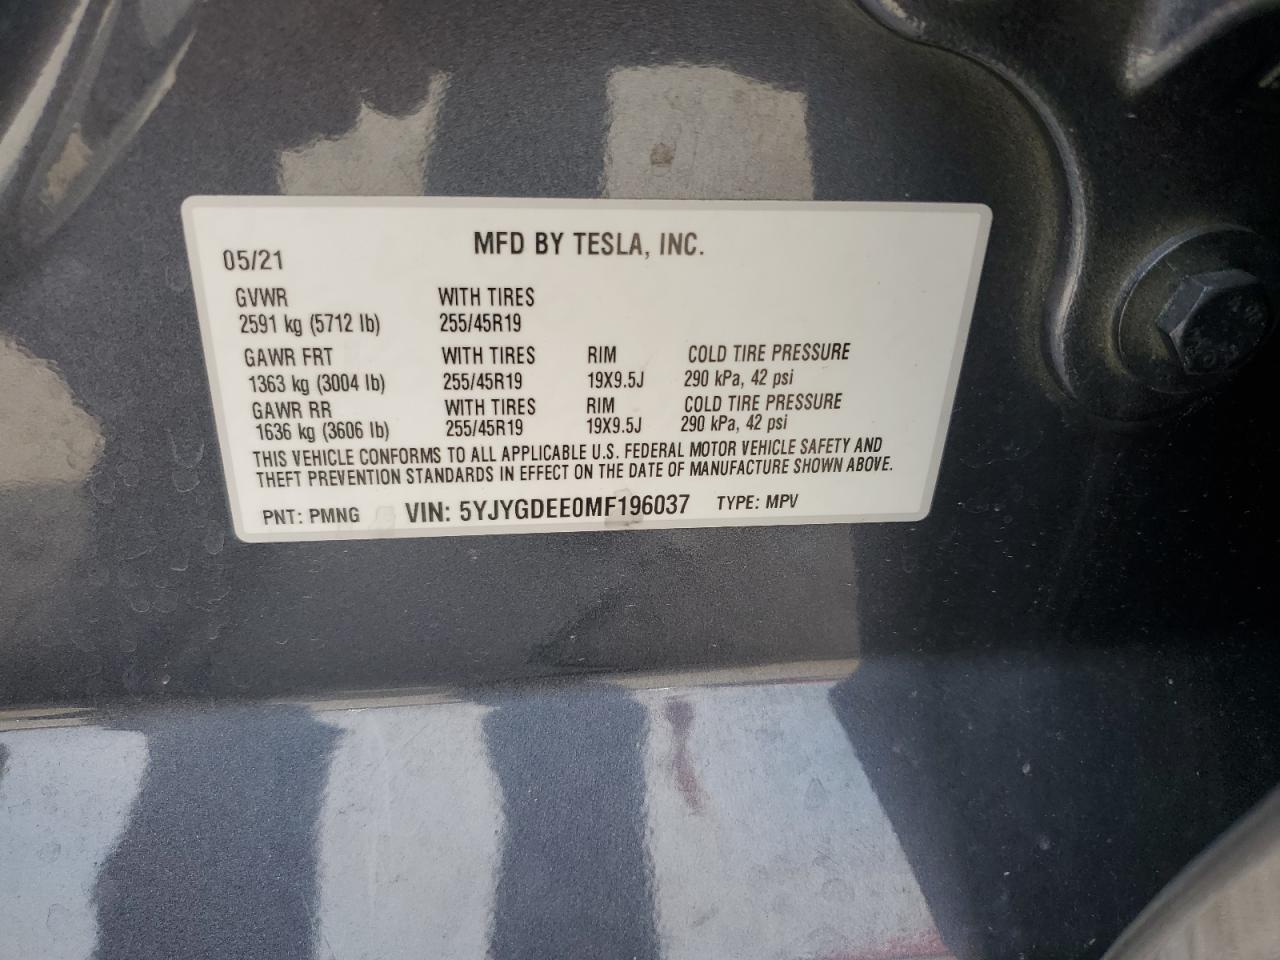 MFD BY TESLA, INC.
05/21
GVWR WITH TIRES
2591 kg (5712 lb) 255/45R19
GAWR FRT WITH TIRES RIM COLD TIRE PRESSURE
1363 kg (3004 lb) 255/45R19 19X9.5J 290 kPa, 42 psi
GAWR RR WITH TIRES RIM COLD TIRE PRESSURE
1636 kg (3606 lb) 255/45R19 19X9.5J 290 kPa, 42 psi
THIS VEHICLE CONFORMS TO ALL APPLICABLE U.S. FEDERAL MOTOR VEHICLE SAFETY AND
THEFT PREVENTION STANDARDS IN EFFECT ON THE DATE OF MANUFACTURE SHOWN ABOVE.
PNT: PMNG VIN: 5YJYGDEE0MF196037 TYPE: MPV